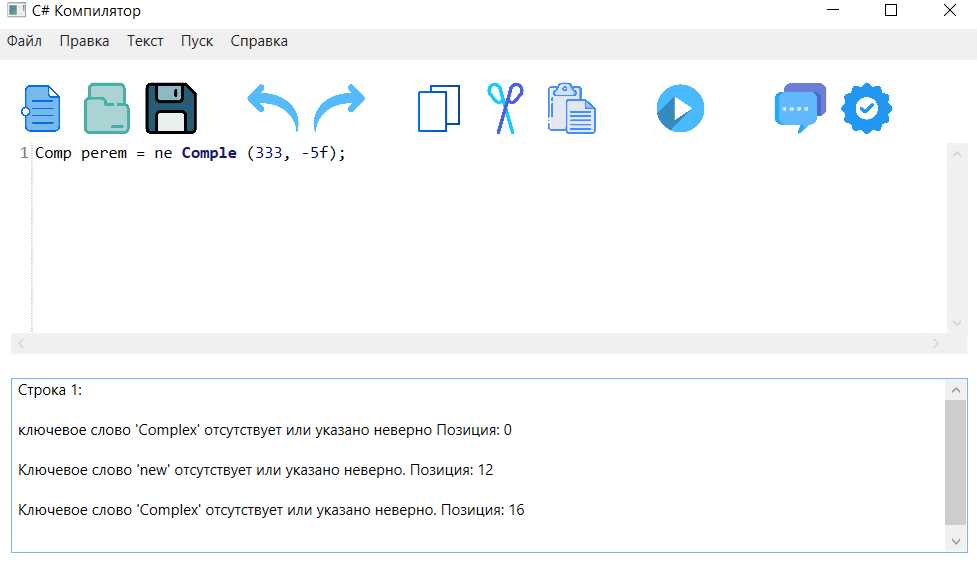 C# Компилятор
Файл Правка Текст Пуск Справка
1 Comp perem = ne Comple (333, -5f);
Строка 1:
ключевое слово 'Complex' отсутствует или указано неверно Позиция: 0
Ключевое слово 'new' отсутствует или указано неверно. Позиция: 12
Ключевое слово 'Complex' отсутствует или указано неверно. Позиция: 16